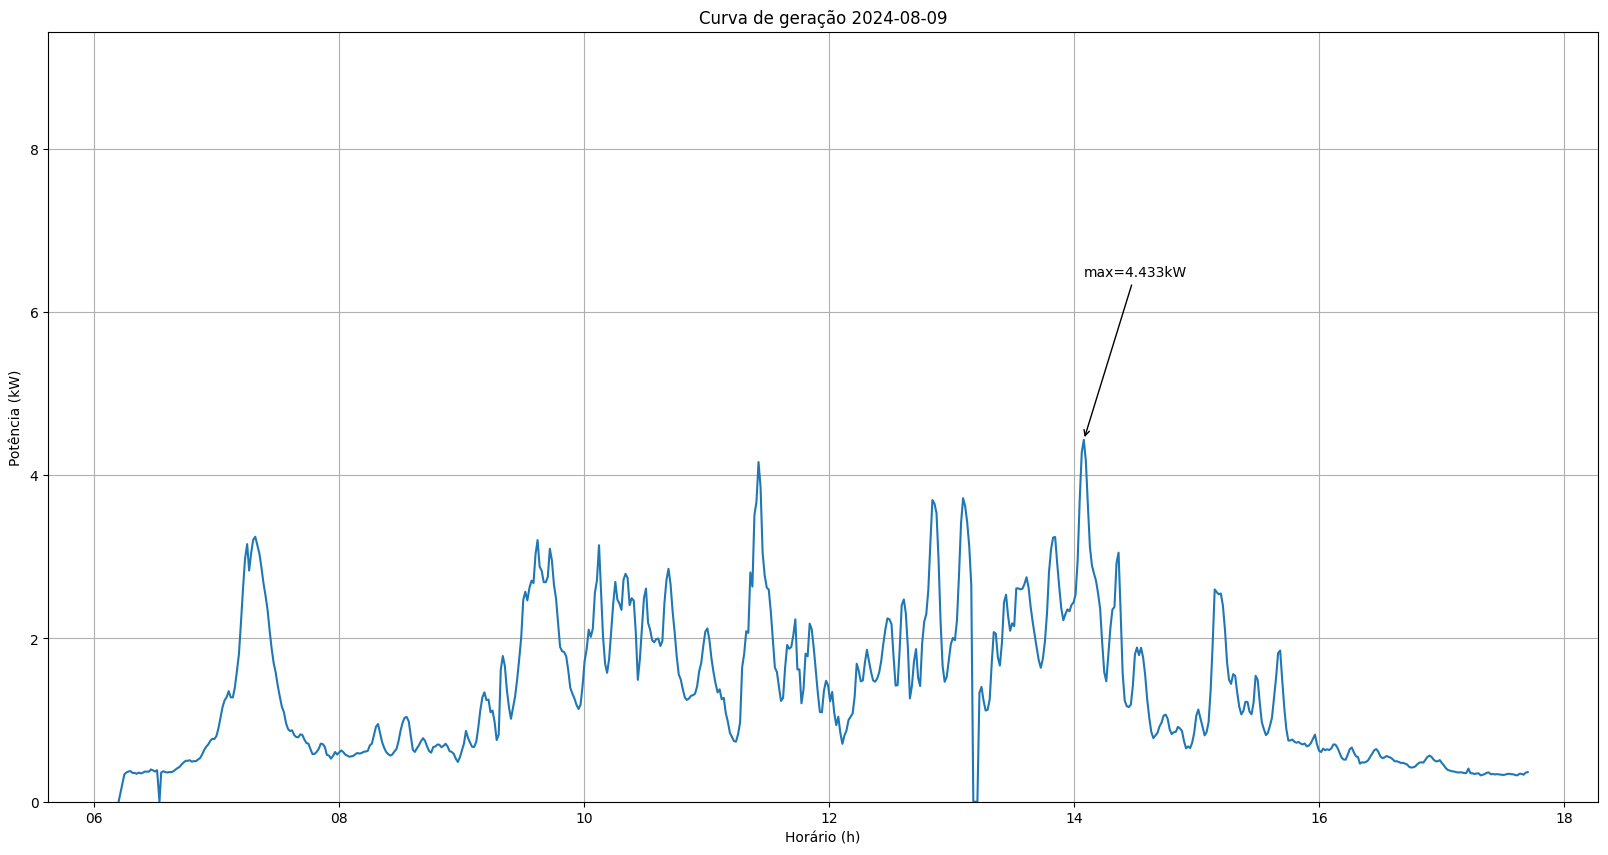 Curva de geração 2024-08-09
8
6
4
2
0
Potência (kW)
max=4.433kW
06 08 10 12 14 16 18
Horário (h)